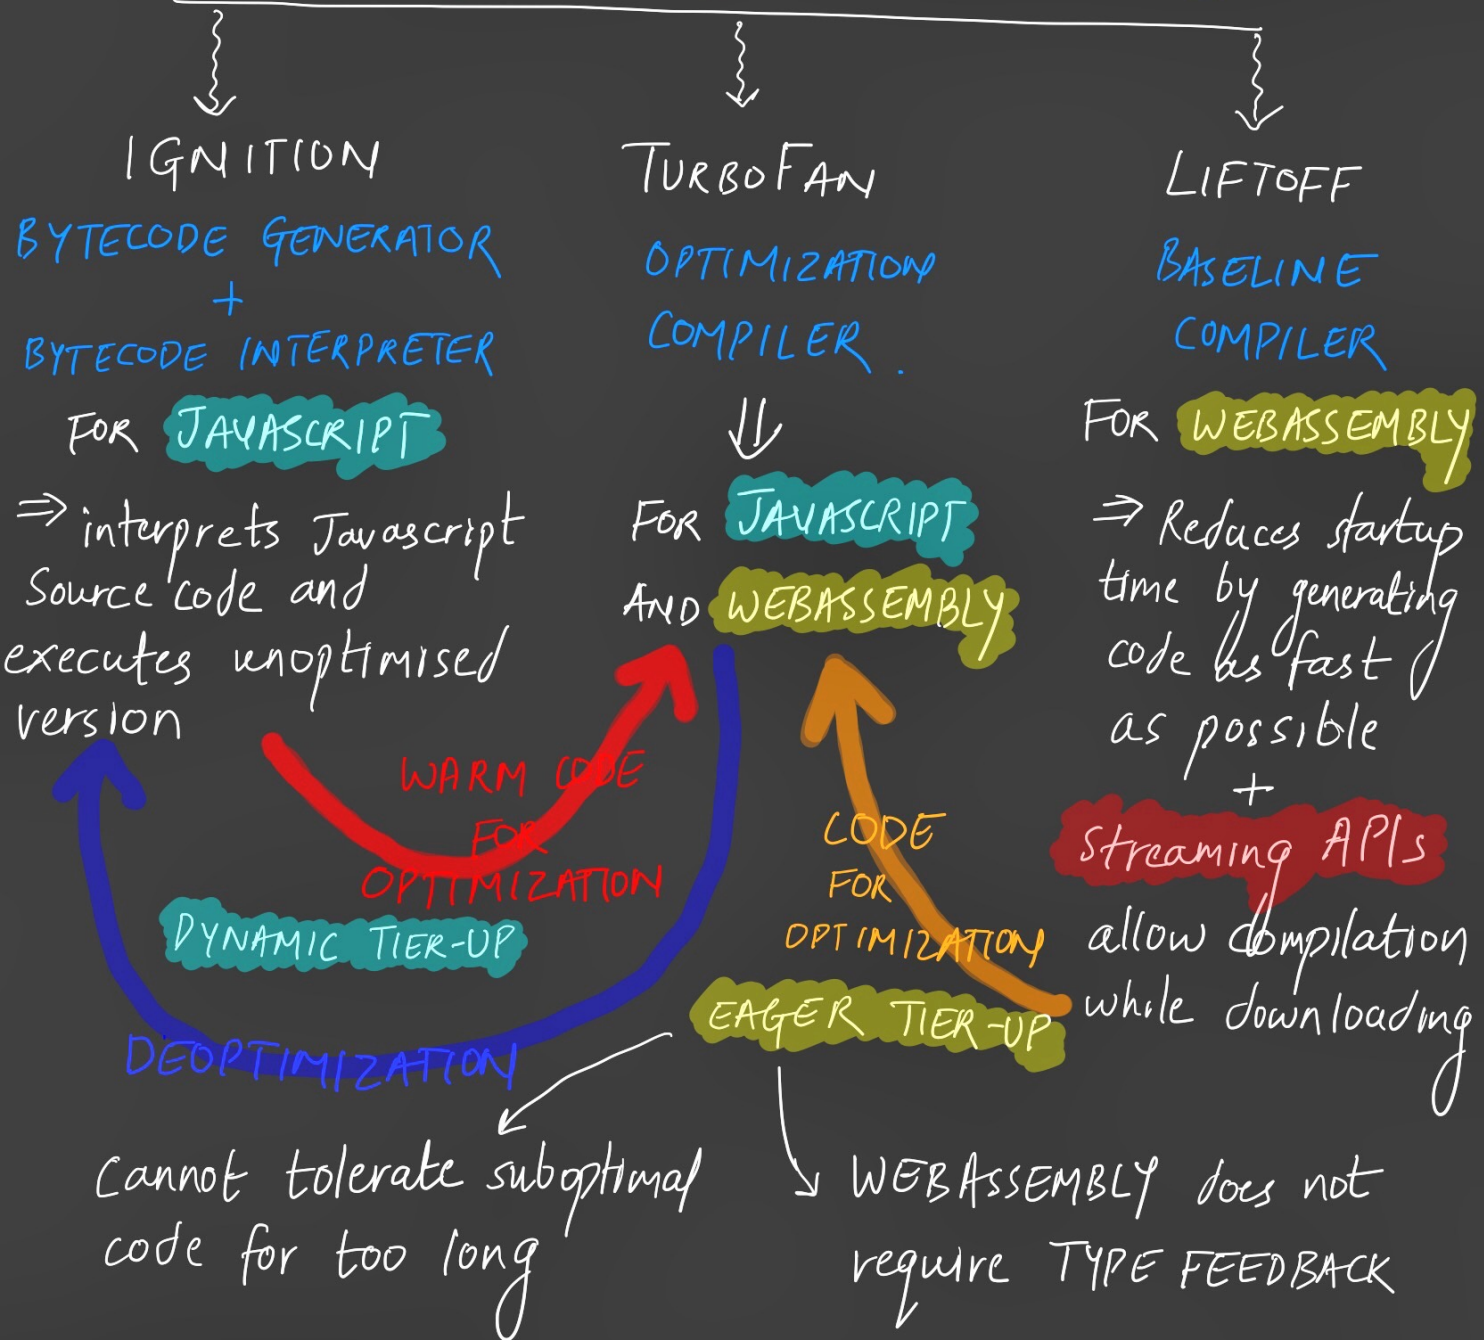 IGNITION
BYTECODE GENERATOR
+
BYTECODE INTERPRETER
FOR JAVASCRIPT
⇒ interprets Javascript
Source code and
executes unoptimised
version
TURBOFAN
OPTIMIZATION
COMPILER.
FOR JAVASCRIPT
AND WEBASSEMBLY
LIFTOFF
BASELINE
COMPILER
FOR WEBASSEMBLY
⇒ Reduces startup
time by generating
code as fast
as possible
+
Streaming APIs
allow compilation
while downloading
WARM CODE
FOR
OPTIMIZATION
DYNAMIC TIER-UP
DEOPTIMIZATION
CODE
FOR
OPTIMIZATION
EAGER TIER-UP
Cannot tolerate suboptimal
code for too long
WEBASSEMBLY does not
require TYPE FEEDBACK